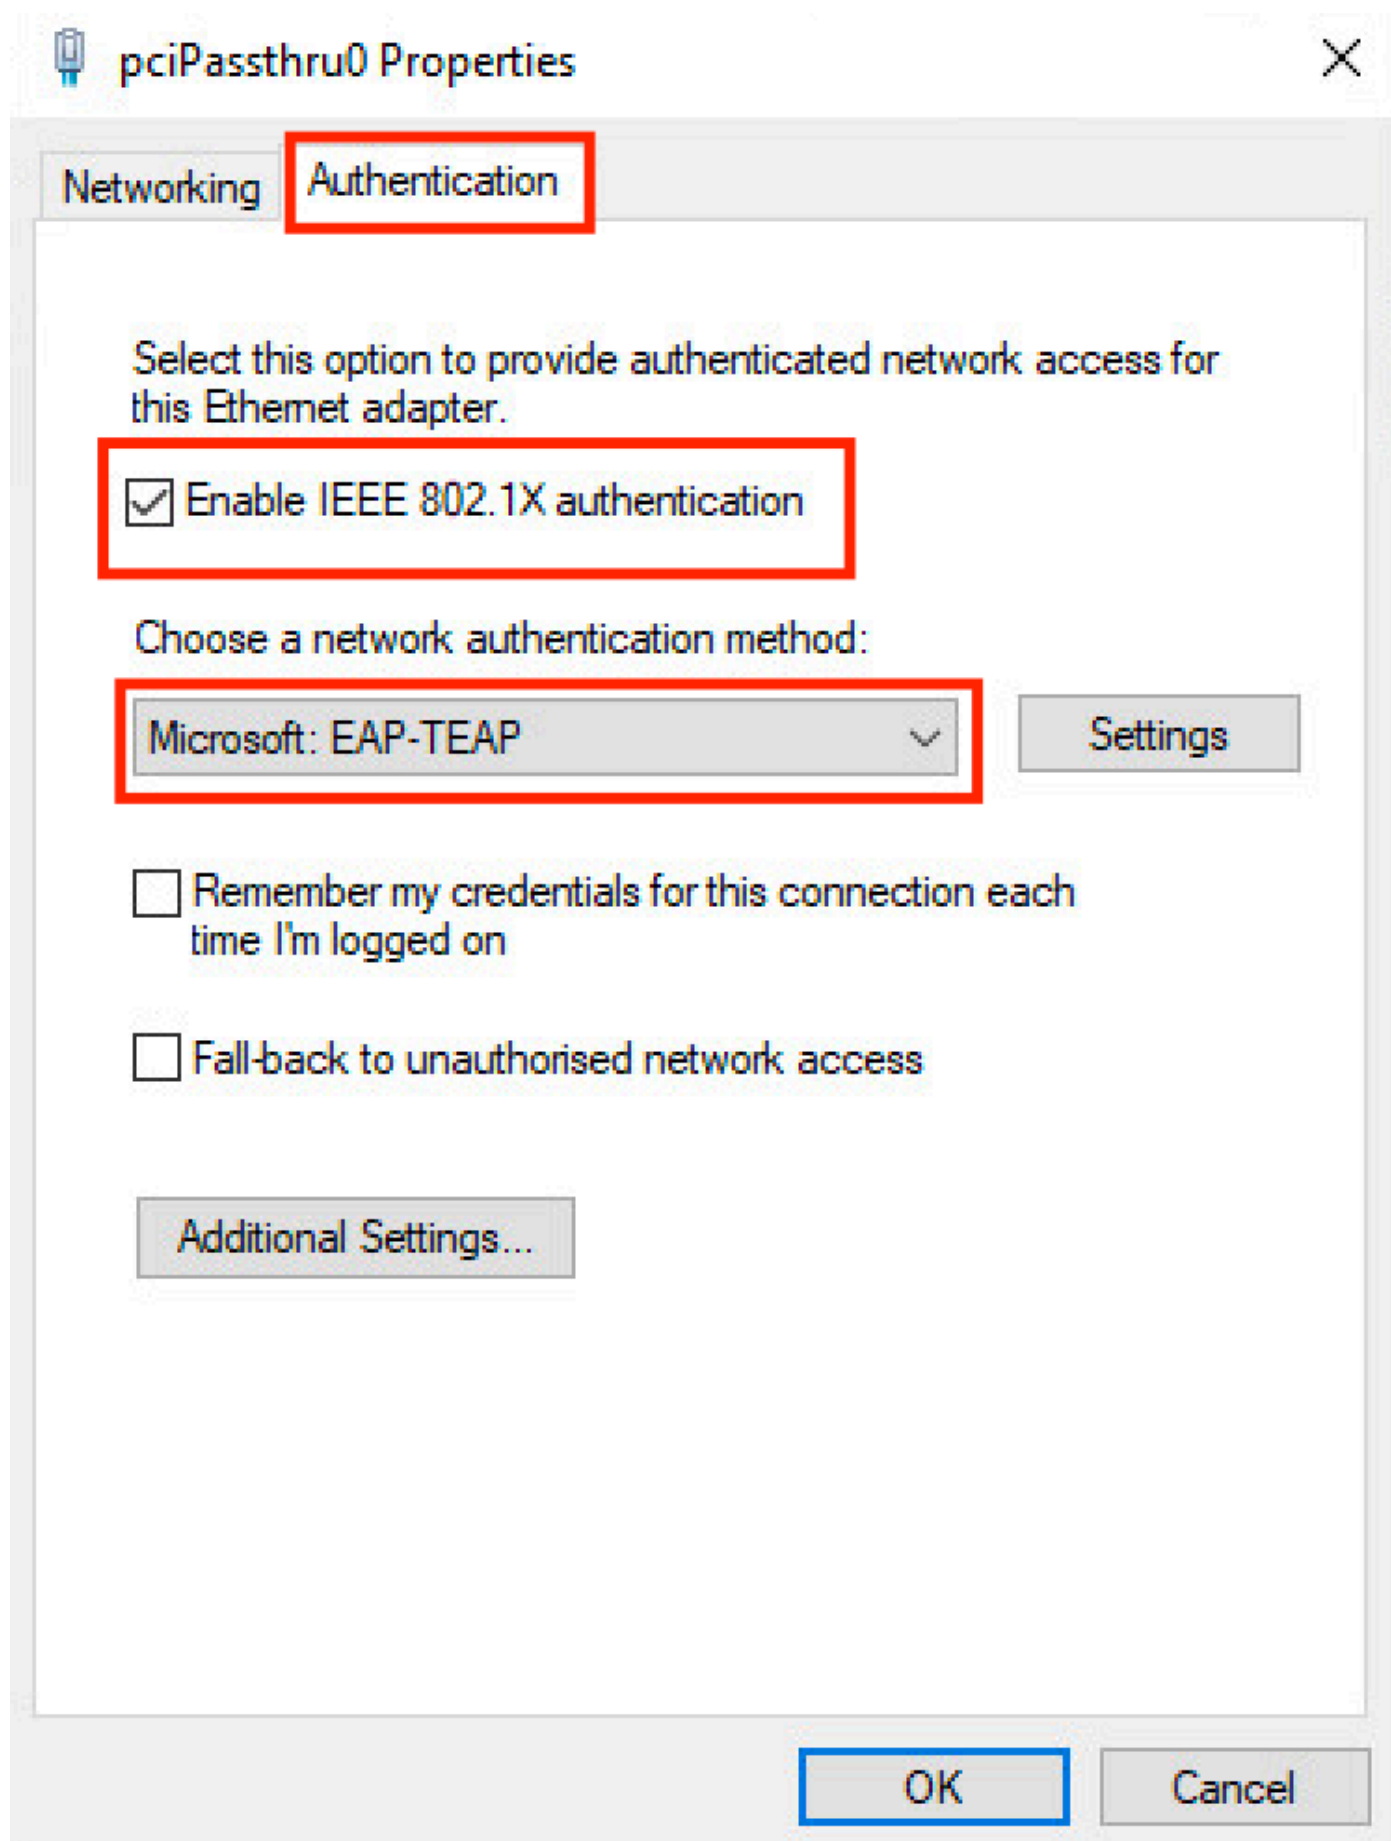 pciPassthru0 Properties
Networking
Authentication
Select this option to provide authenticated network access for
this Ethernet adapter.
Enable IEEE 802.1X authentication
Choose a network authentication method:
Microsoft: EAP-TEAP
Settings
Remember my credentials for this connection each
time I'm logged on
Fall-back to unauthorised network access
Additional Settings...
OK
Cancel